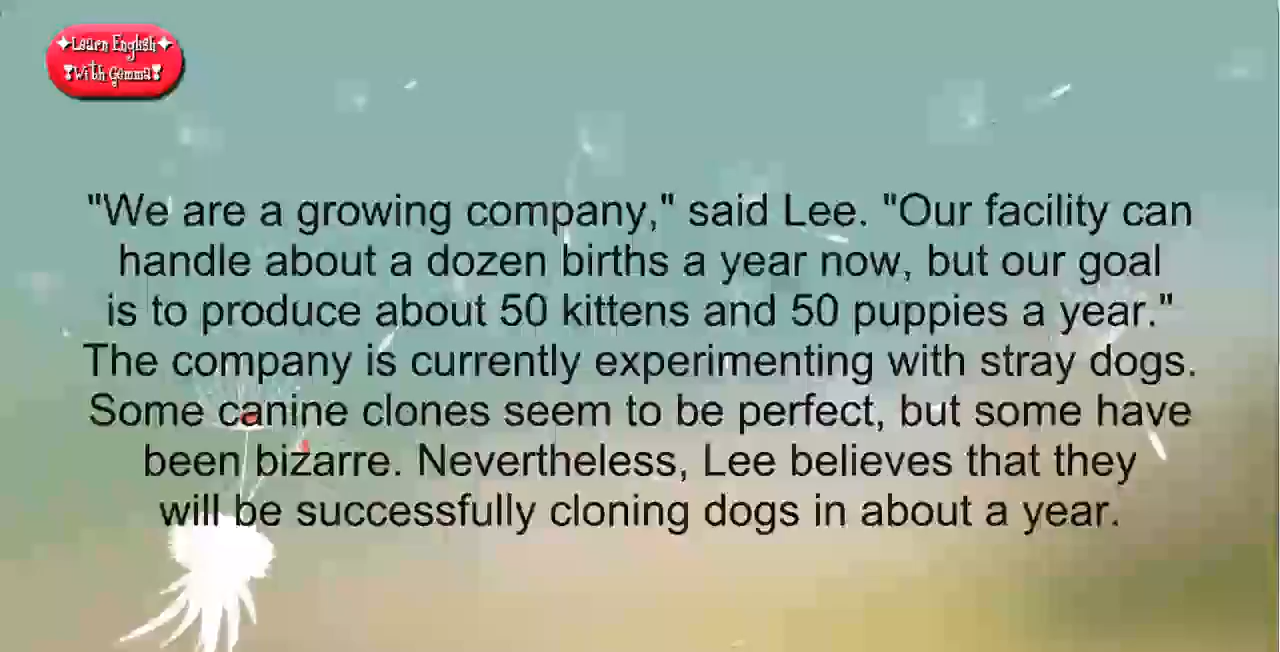 ✦Learn English✦
❣With Gemma❣
"We are a growing company," said Lee. "Our facility can
handle about a dozen births a year now, but our goal
is to produce about 50 kittens and 50 puppies a year."
The company is currently experimenting with stray dogs.
Some canine clones seem to be perfect, but some have
been bizarre. Nevertheless, Lee believes that they
will be successfully cloning dogs in about a year.